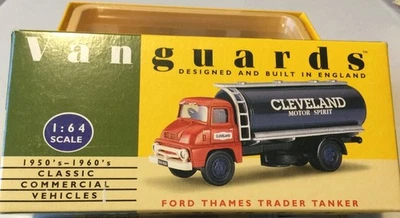 Vanguards
DESIGNED AND BUILT IN ENGLAND
1:64
SCALE
CLEVELAND
MOTOR SPIRIT
CLEVELAND
1950's-1960's
CLASSIC
COMMERCIAL
VEHICLES
FORD THAMES TRADER TANKER